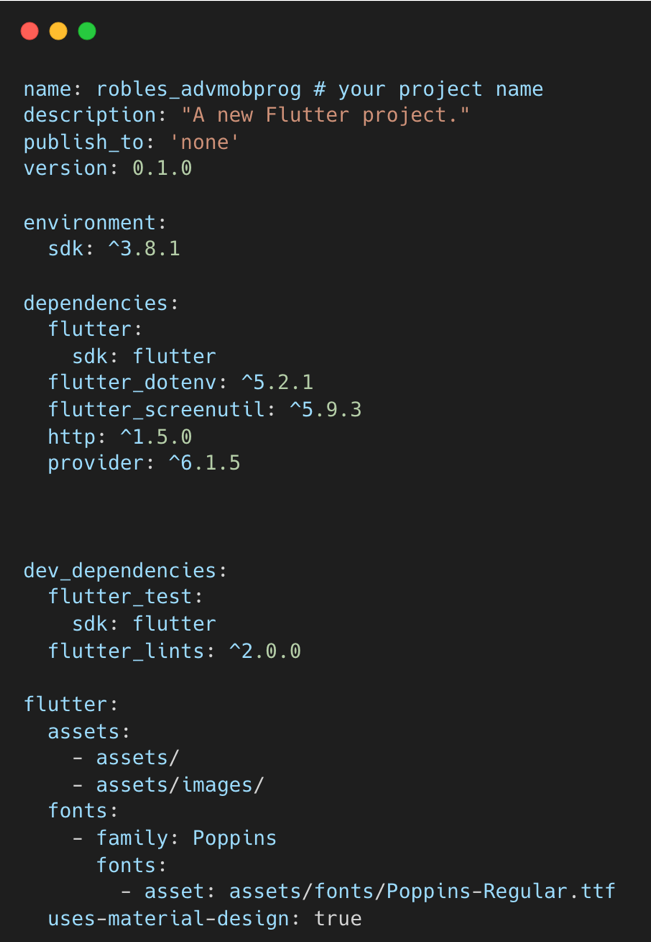 name: robles_advmobprog # your project name
description: "A new Flutter project."
publish_to: 'none'
version: 0.1.0

environment:
  sdk: ^3.8.1

dependencies:
  flutter:
    sdk: flutter
  flutter_dotenv: ^5.2.1
  flutter_screenutil: ^5.9.3
  http: ^1.5.0
  provider: ^6.1.5

dev_dependencies:
  flutter_test:
    sdk: flutter
  flutter_lints: ^2.0.0

flutter:
  assets:
    - assets/
    - assets/images/
  fonts:
    - family: Poppins
      fonts:
        - asset: assets/fonts/Poppins-Regular.ttf
  uses-material-design: true